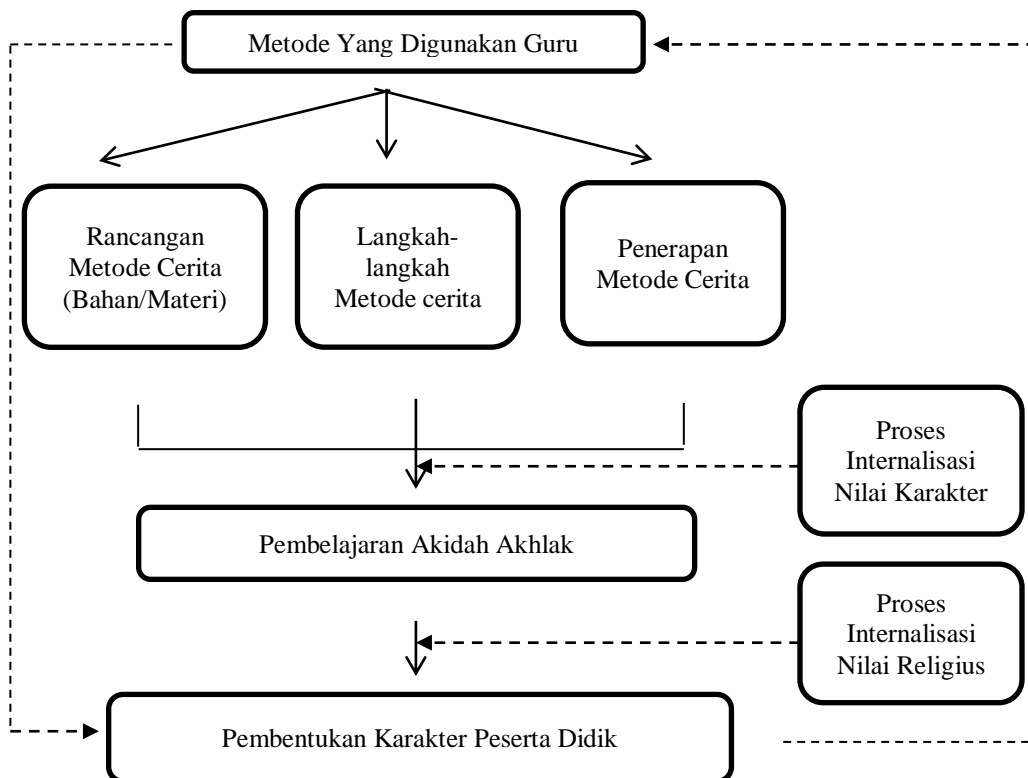 Metode Yang Digunakan Guru
Rancangan
Metode Cerita
(Bahan/Materi)
Langkah-
langkah
Metode cerita
Penerapan
Metode Cerita
Proses
Internalisasi
Nilai Karakter
Pembelajaran Akidah Akhlak
Proses
Internalisasi
Nilai Religius
Pembentukan Karakter Peserta Didik